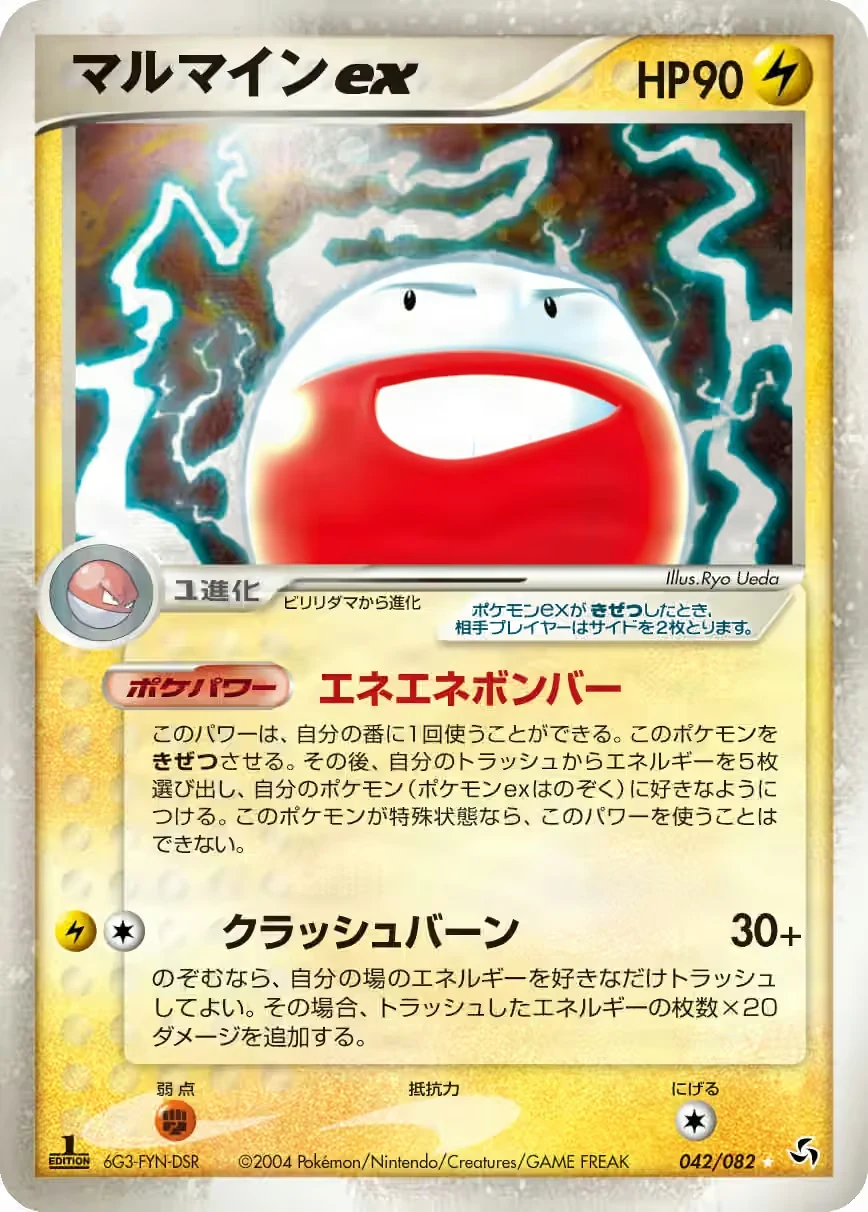 マルマインex HP90
Illus.Ryo Ueda
1進化
ビリリダマから進化
ポケモンexがきぜつしたとき、
相手プレイヤーはサイドを2枚とります。
ポケパワー エネエネボンバー
このパワーは、自分の番に1回使うことができる。このポケモンを
きぜつさせる。その後、自分のトラッシュからエネルギーを5枚
選び出し、自分のポケモン(ポケモンexはのぞく)に好きなように
つける。このポケモンが特殊状態なら、このパワーを使うことは
できない。
クラッシュバーン 30+
のぞむなら、自分の場のエネルギーを好きなだけトラッシュ
してよい。その場合、トラッシュしたエネルギーの枚数×20
ダメージを追加する。
弱点 抵抗力 にげる
1 EDITION 6G3-FYN-DSR ©2004 Pokémon/Nintendo/Creatures/GAME FREAK 042/082 ★